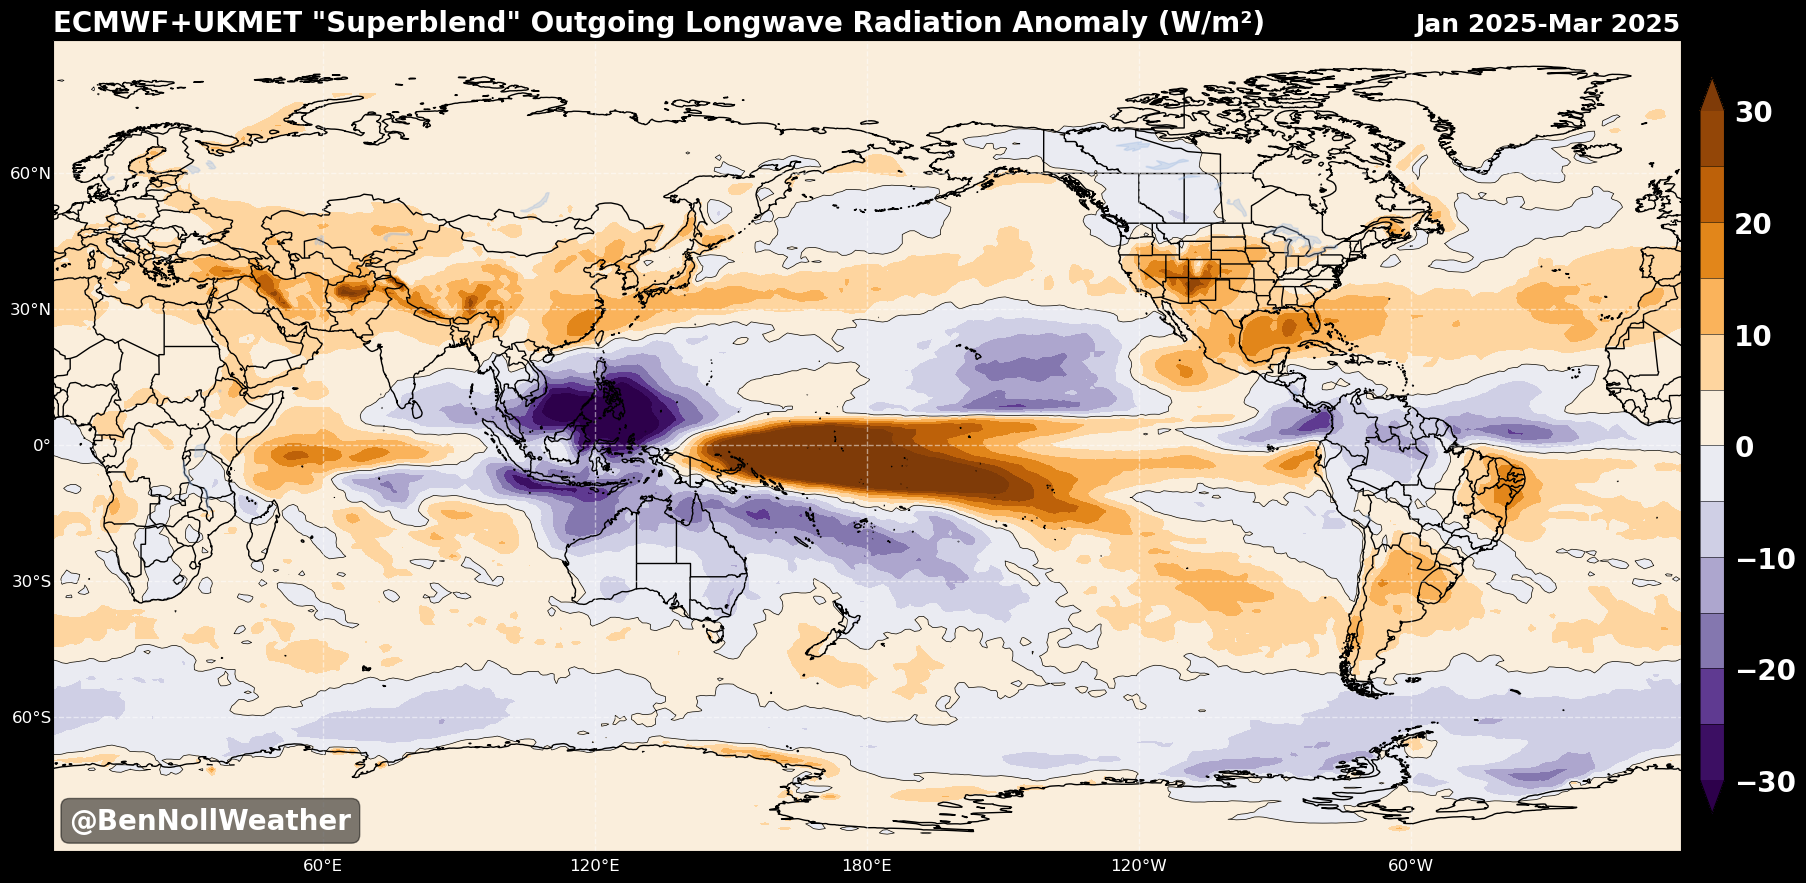 ECMWF+UKMET "Superblend" Outgoing Longwave Radiation Anomaly (W/m²) Jan 2025-Mar 2025
30
60°N
20
30°N
10
0°
0
−10
30°S
−20
60°S
−30
@BenNollWeather
60°E 120°E 180°E 120°W 60°W